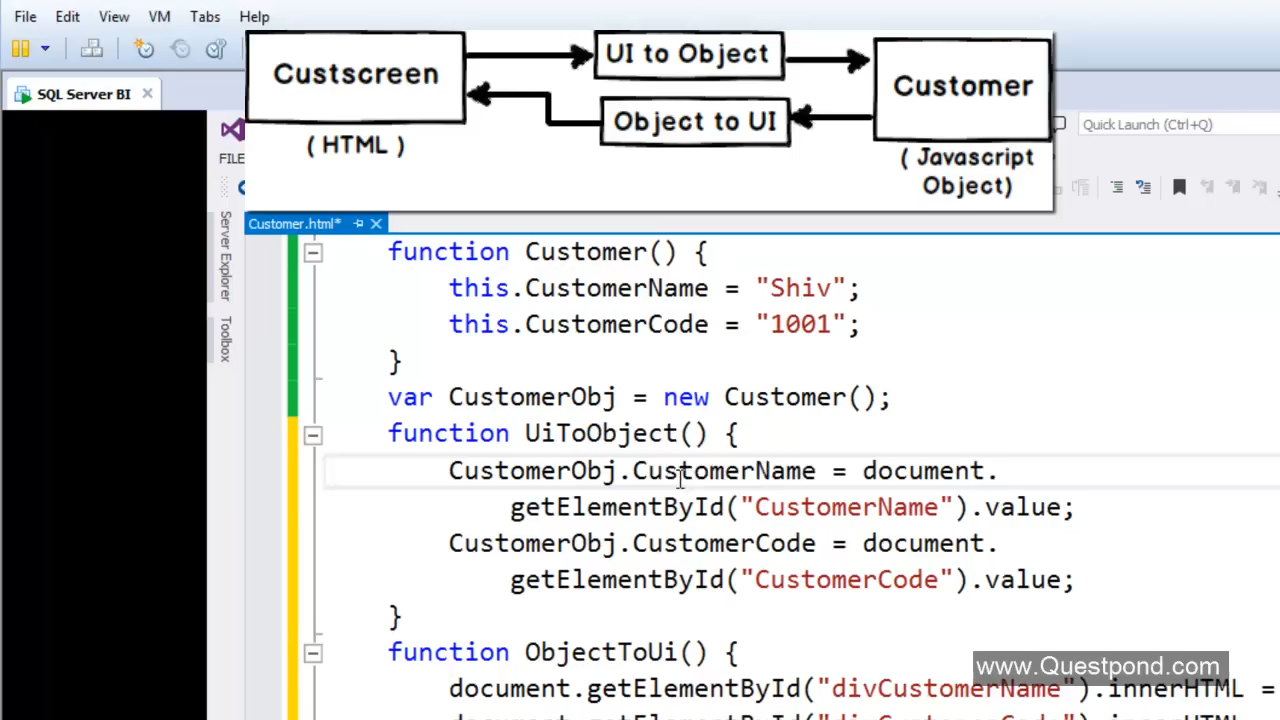 File Edit View VM Tabs Help
Custscreen
UI to Object
Customer
Object to UI
( HTML )
( Javascript
Object)
SQL Server BI
Quick Launch (Ctrl+Q)
FILE
Server Explorer
Toolbox
Customer.html*
function Customer() {
this.CustomerName = "Shiv";
this.CustomerCode = "1001";
}
var CustomerObj = new Customer();
function UiToObject() {
CustomerObj.CustomerName = document.
getElementById("CustomerName").value;
CustomerObj.CustomerCode = document.
getElementById("CustomerCode").value;
}
function ObjectToUi() {
www.Questpond.com
document.getElementById("divCustomerName").innerHTML =